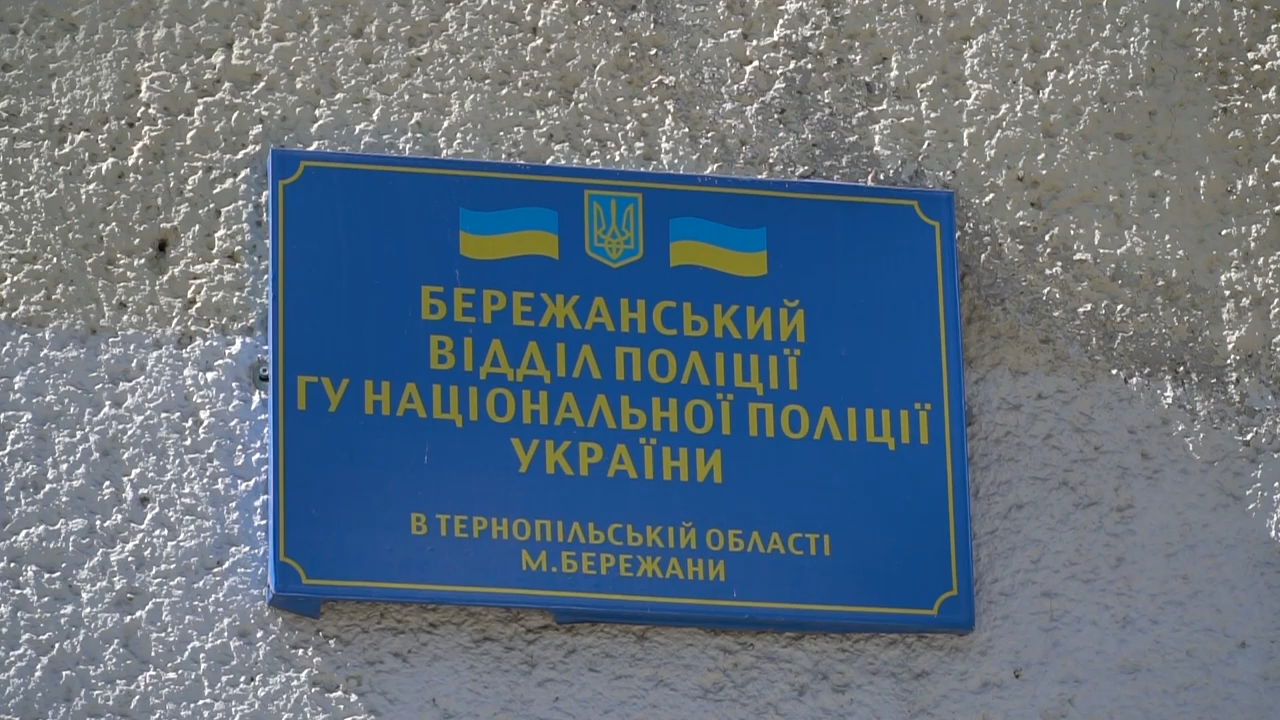 БЕРЕЖАНСЬКИЙ
ВІДДІЛ ПОЛІЦІЇ
ГУ НАЦІОНАЛЬНОЇ ПОЛІЦІЇ
УКРАЇНИ
В ТЕРНОПІЛЬСЬКІЙ ОБЛАСТІ
М.БЕРЕЖАНИ